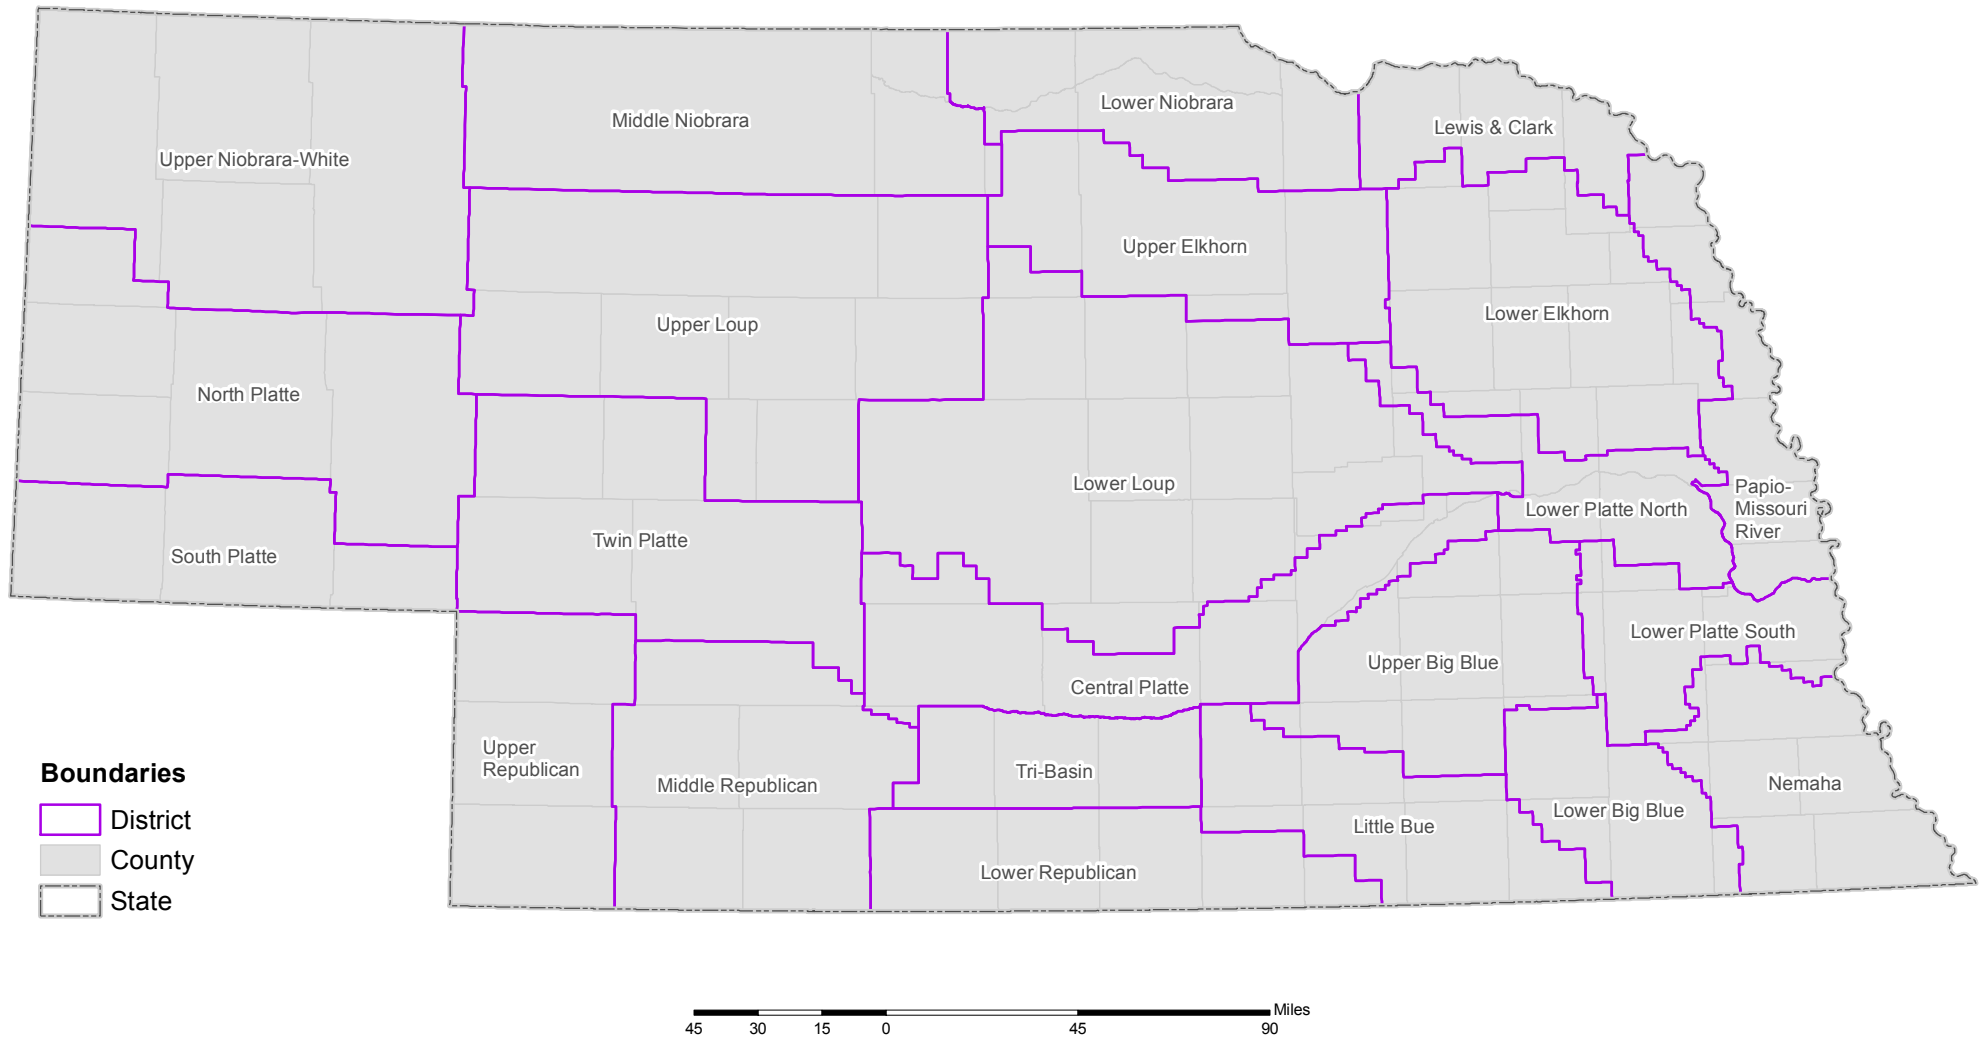 Lower Niobrara
Middle Niobrara
Lewis & Clark
Upper Niobrara-White
Upper Elkhorn
Lower Elkhorn
Upper Loup
North Platte
Lower Loup
Papio-
Missouri
River
Lower Platte North
Twin Platte
South Platte
Lower Platte South
Upper Big Blue
Central Platte
Upper
Republican
Tri-Basin
Middle Republican
Nemaha
Lower Big Blue
Little Bue
Lower Republican
Boundaries
District
County
State
Miles
45 30 15 0 45 90